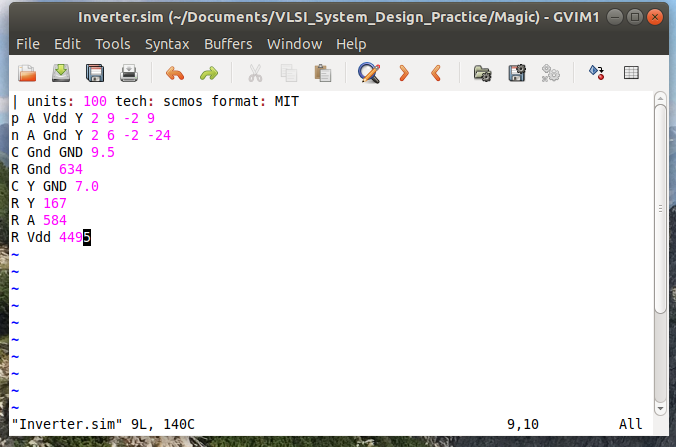 Inverter.sim (~/Documents/VLSI_System_Design_Practice/Magic) - GVIM1
File Edit Tools Syntax Buffers Window Help
| units: 100 tech: scmos format: MIT
p A Vdd Y 2 9 -2 9
n A Gnd Y 2 6 -2 -24
C Gnd GND 9.5
R Gnd 634
C Y GND 7.0
R Y 167
R A 584
R Vdd 4495
~
~
~
~
~
~
~
~
~
~
"Inverter.sim" 9L, 140C 9,10 All